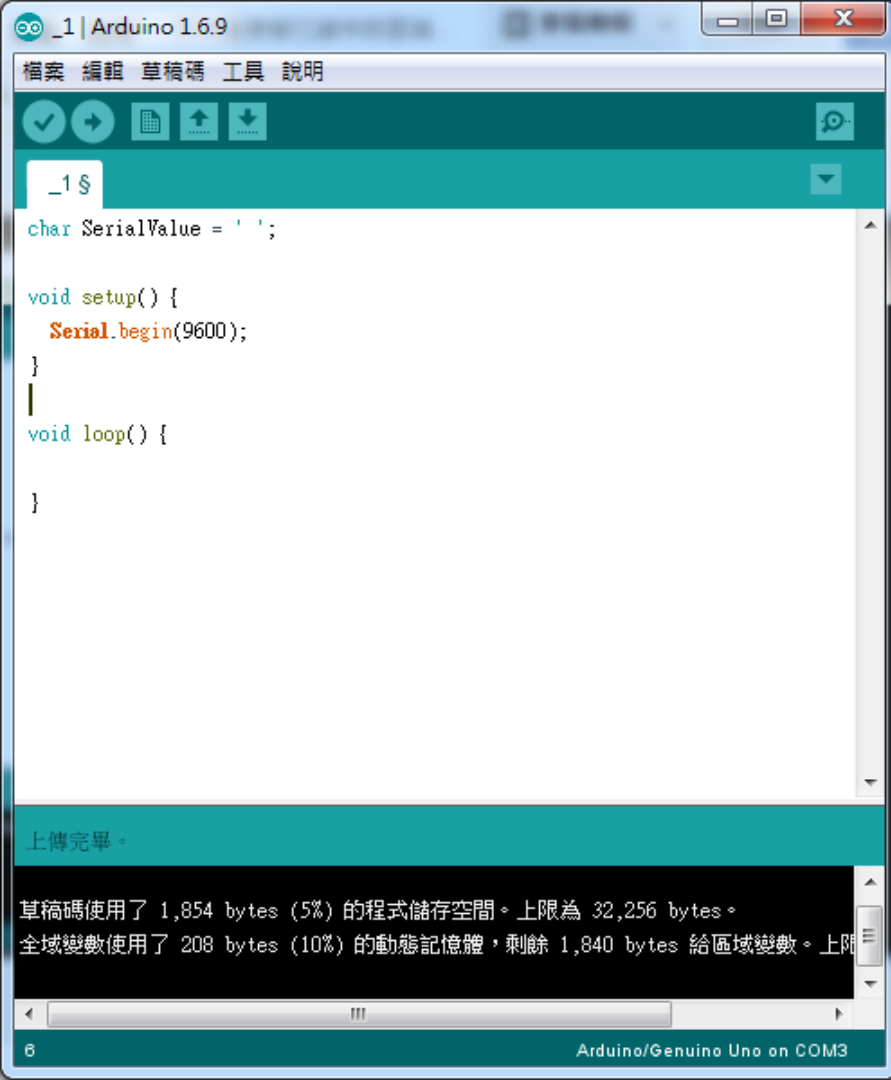 _1 | Arduino 1.6.9
檔案 編輯 草稿碼 工具 說明
_1 §
char SerialValue = ' ';
void setup() {
Serial.begin(9600);
}
void loop() {
}
上傳完畢。
草稿碼使用了 1,854 bytes (5%) 的程式儲存空間。上限為 32,256 bytes。
全域變數使用了 208 bytes (10%) 的動態記憶體，剩餘 1,840 bytes 給區域變數。上限
6
Arduino/Genuino Uno on COM3